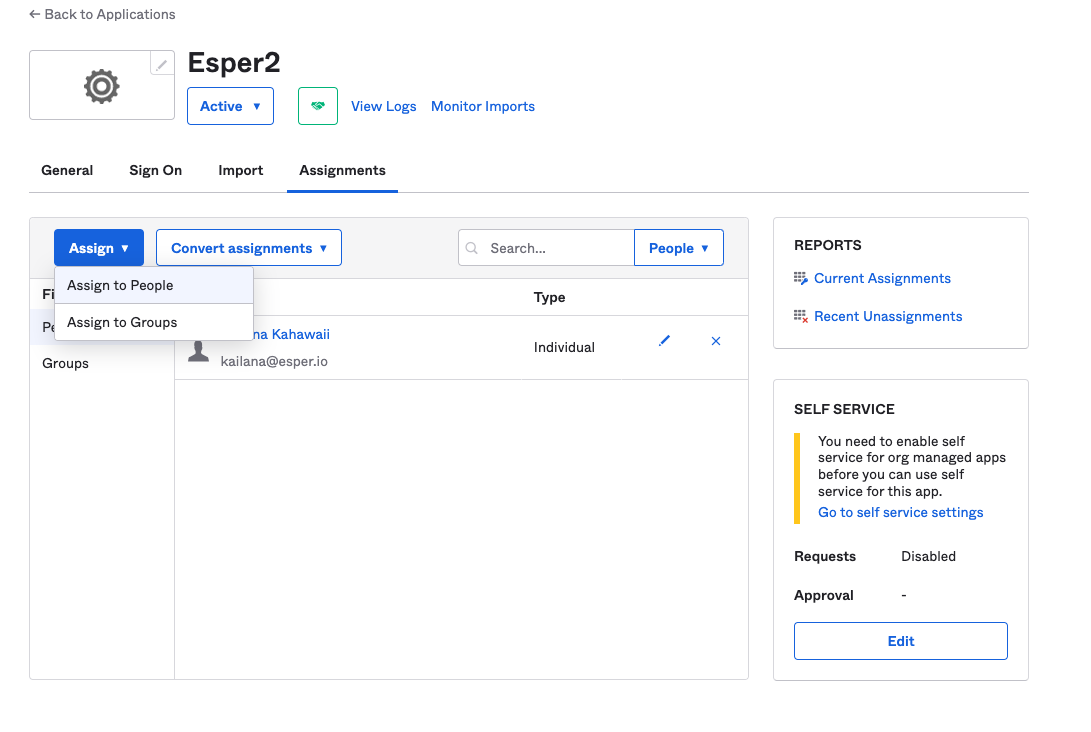 ← Back to Applications
Esper2
Active ▼
View Logs
Monitor Imports
General
Sign On
Import
Assignments
Assign ▼
Convert assignments ▼
Search...
People ▼
Assign to People
Assign to Groups
Fi
Type
Pe
na Kahawaii
kailana@esper.io
Individual
Groups
REPORTS
Current Assignments
Recent Unassignments
SELF SERVICE
You need to enable self
service for org managed apps
before you can use self
service for this app.
Go to self service settings
Requests Disabled
Approval -
Edit